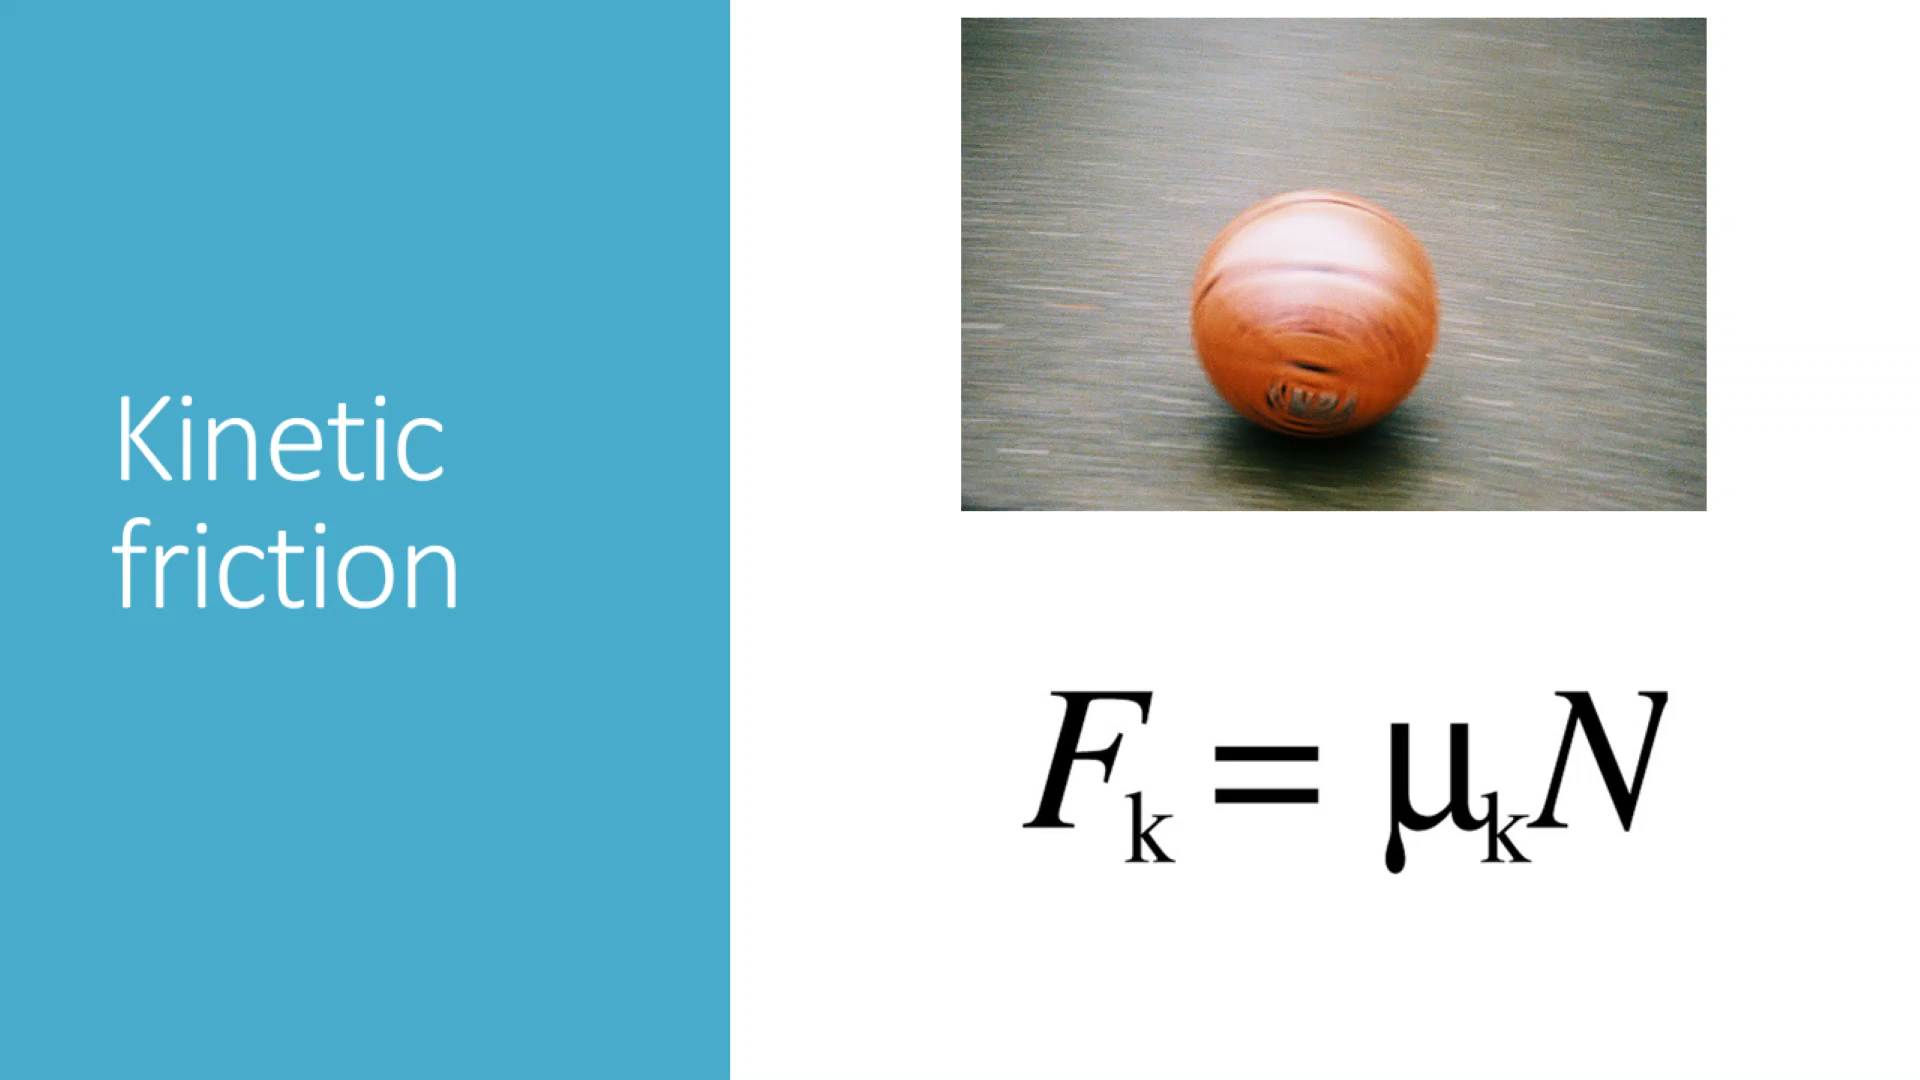 Kinetic
friction
Fₖ = μₖN